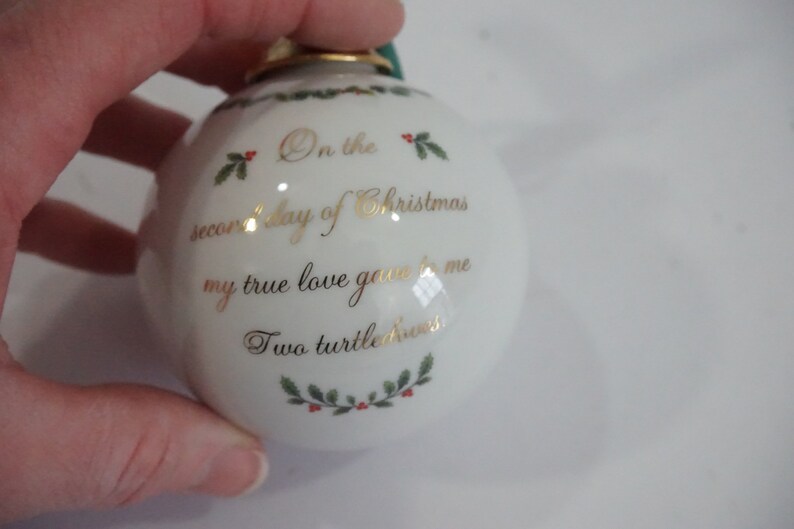 On the
second day of Christmas
my true love gave to me
Two turtledoves.